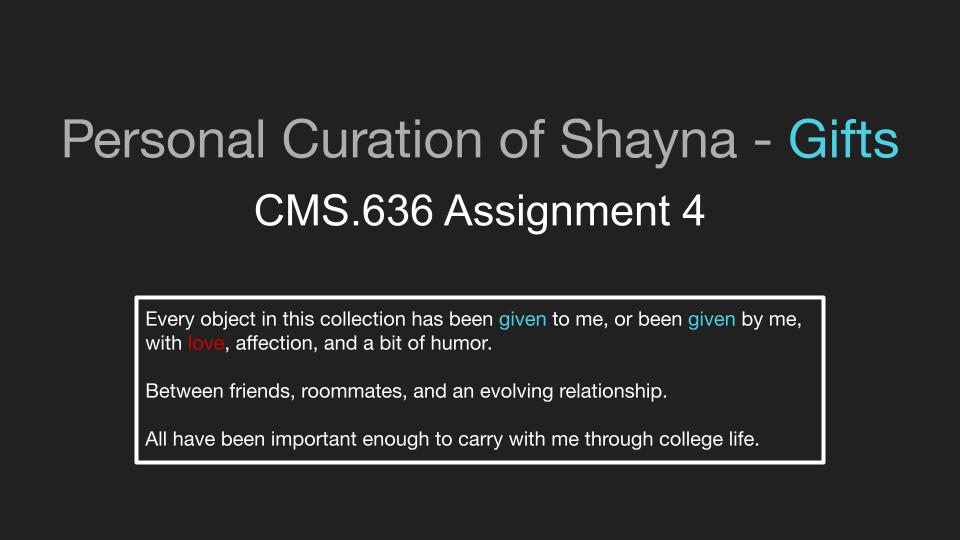 Personal Curation of Shayna - Gifts
CMS.636 Assignment 4
Every object in this collection has been given to me, or been given by me,
with love, affection, and a bit of humor.
Between friends, roommates, and an evolving relationship.
All have been important enough to carry with me through college life.